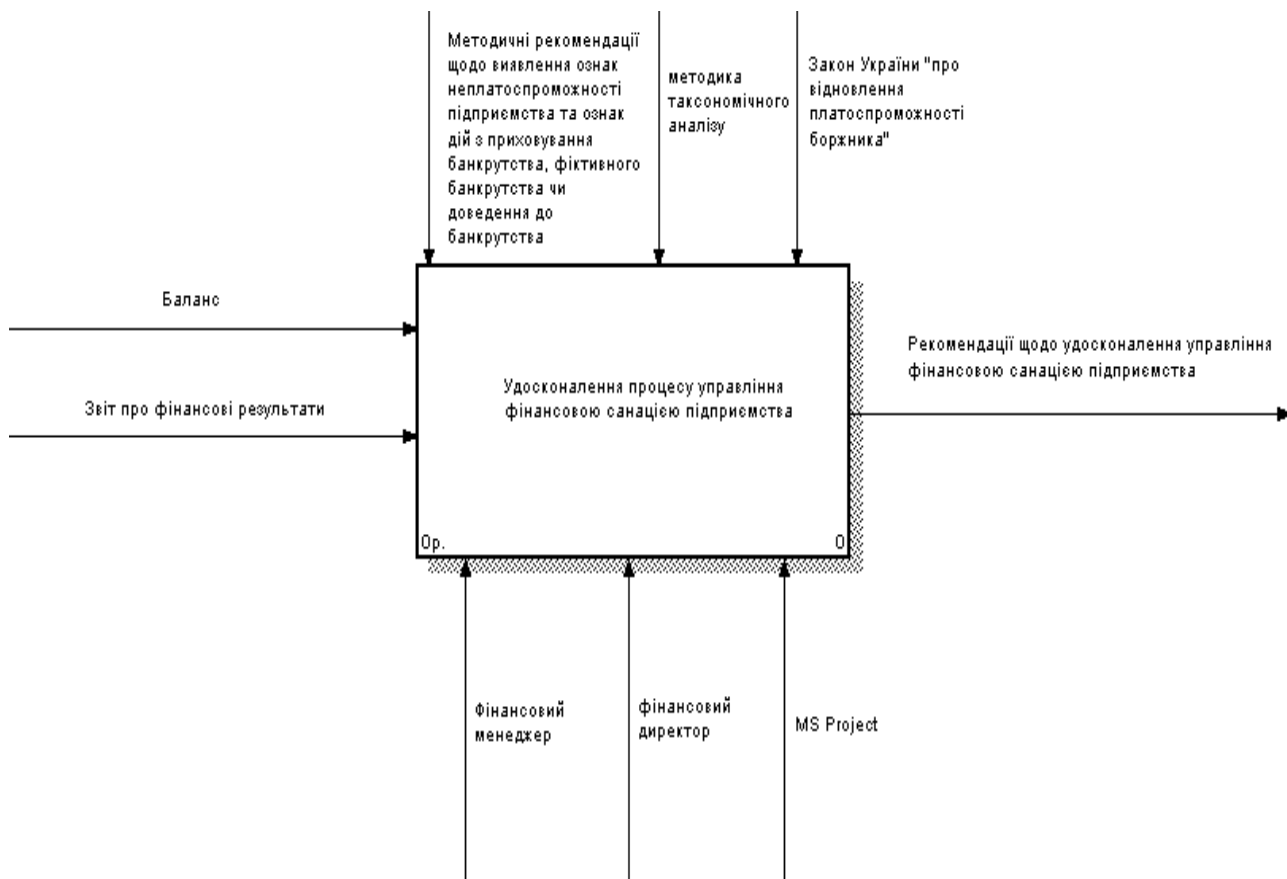 Методичні рекомендації
щодо виявлення ознак
неплатоспроможності
підприємства та ознак
дій з приховування
банкрутства, фіктивного
банкрутства чи
доведення до
банкрутства
методика
таксономічного
аналізу
Закон України "про
відновлення
платоспроможності
боржника"
Баланс
Звіт про фінансові результати
Удосконалення процесу управління
фінансовою санацією підприємства
0р.
0
Рекомендації щодо удосконалення управління
фінансовою санацією підприємства
Фінансовий
менеджер
фінансовий
директор
MS Project